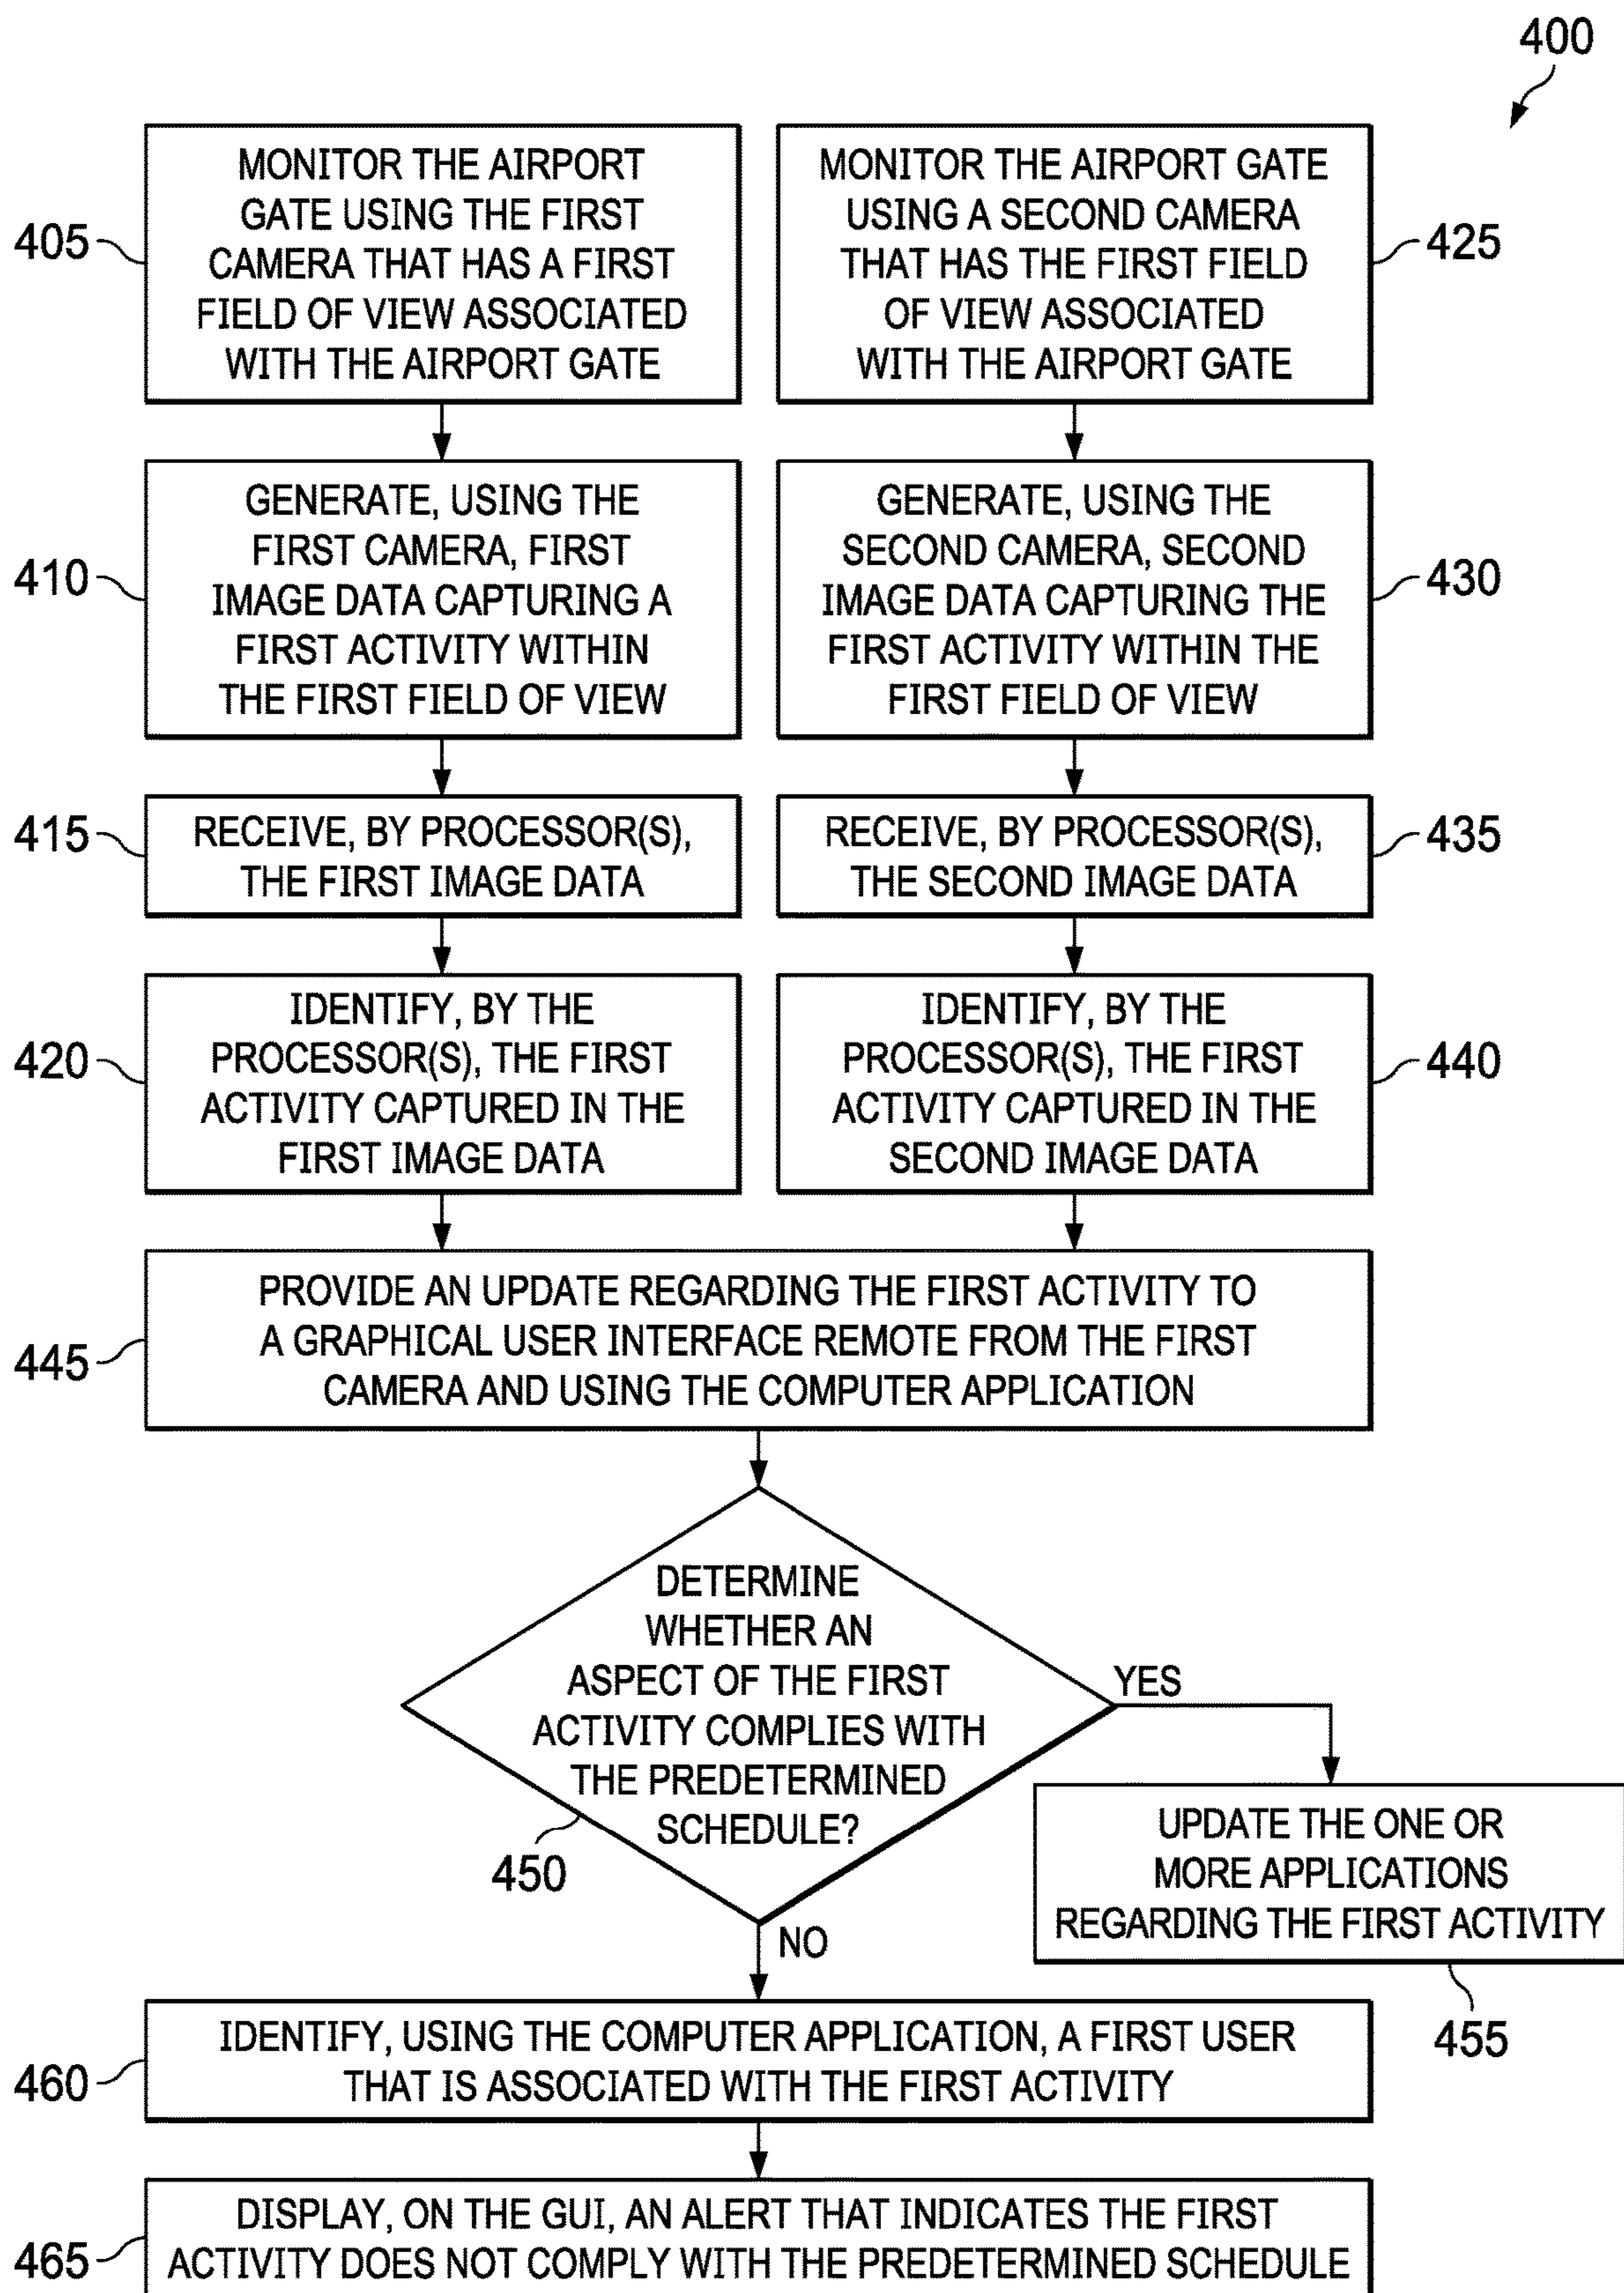 400
405
MONITOR THE AIRPORT
GATE USING THE FIRST
CAMERA THAT HAS A FIRST
FIELD OF VIEW ASSOCIATED
WITH THE AIRPORT GATE
MONITOR THE AIRPORT GATE
USING A SECOND CAMERA
THAT HAS THE FIRST FIELD
OF VIEW ASSOCIATED
WITH THE AIRPORT GATE
425
410
GENERATE, USING THE
FIRST CAMERA, FIRST
IMAGE DATA CAPTURING A
FIRST ACTIVITY WITHIN
THE FIRST FIELD OF VIEW
GENERATE, USING THE
SECOND CAMERA, SECOND
IMAGE DATA CAPTURING THE
FIRST ACTIVITY WITHIN THE
FIRST FIELD OF VIEW
430
415
RECEIVE, BY PROCESSOR(S),
THE FIRST IMAGE DATA
RECEIVE, BY PROCESSOR(S),
THE SECOND IMAGE DATA
435
420
IDENTIFY, BY THE
PROCESSOR(S), THE FIRST
ACTIVITY CAPTURED IN THE
FIRST IMAGE DATA
IDENTIFY, BY THE
PROCESSOR(S), THE FIRST
ACTIVITY CAPTURED IN THE
SECOND IMAGE DATA
440
445
PROVIDE AN UPDATE REGARDING THE FIRST ACTIVITY TO
A GRAPHICAL USER INTERFACE REMOTE FROM THE FIRST
CAMERA AND USING THE COMPUTER APPLICATION
DETERMINE
WHETHER AN
ASPECT OF THE FIRST
ACTIVITY COMPLIES WITH
THE PREDETERMINED
SCHEDULE?
450
YES
UPDATE THE ONE OR
MORE APPLICATIONS
REGARDING THE FIRST ACTIVITY
455
NO
460
IDENTIFY, USING THE COMPUTER APPLICATION, A FIRST USER
THAT IS ASSOCIATED WITH THE FIRST ACTIVITY
465
DISPLAY, ON THE GUI, AN ALERT THAT INDICATES THE FIRST
ACTIVITY DOES NOT COMPLY WITH THE PREDETERMINED SCHEDULE